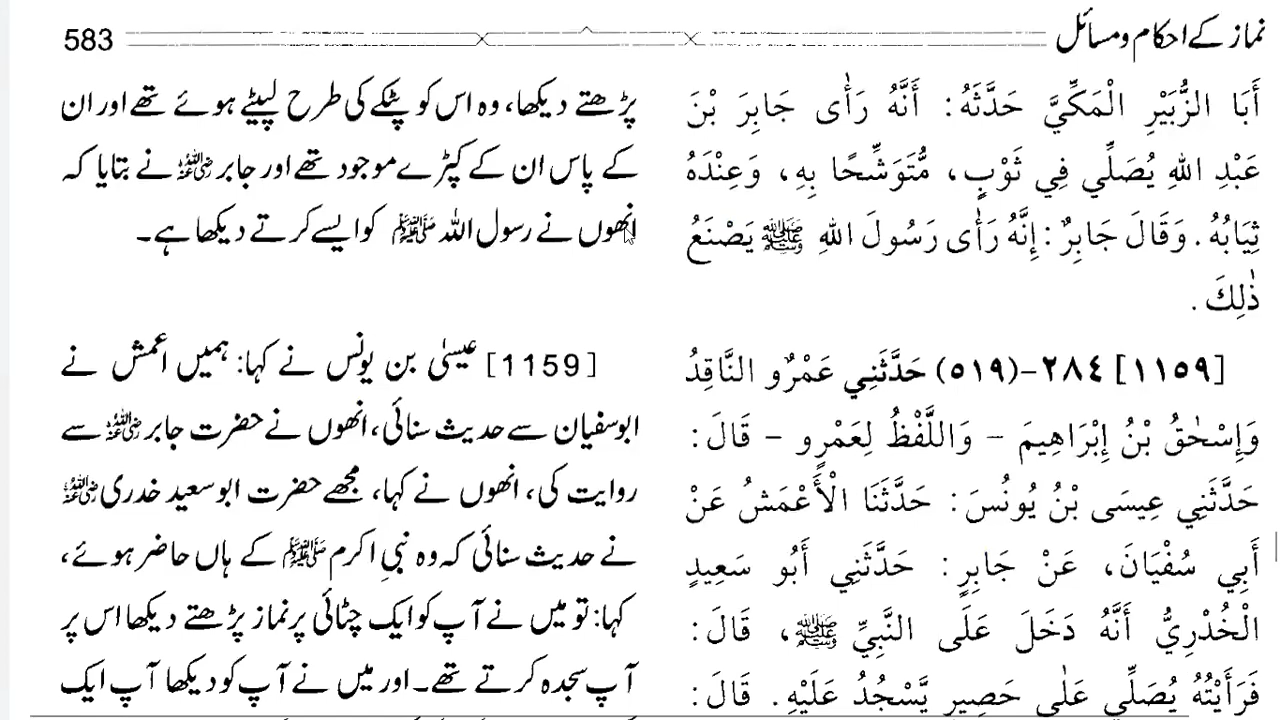 نماز کے احکام و مسائل
583
أَبَا الزُّبَيْرِ الْمَكِّيَّ حَدَّثَهُ: أَنَّهُ رَأٰى جَابِرَ بْنَ
عَبْدِ اللهِ يُصَلِّي فِي ثَوْبٍ، مُّتَوَشِّحًا بِهِ، وَعِنْدَهُ
ثِيَابُهُ. وَقَالَ جَابِرٌ: إِنَّهُ رَأٰى رَسُولَ اللهِ ﷺ يَصْنَعُ
ذٰلِكَ.
[١١٥٩] ٢٨٤-(٥١٩) حَدَّثَنِي عَمْرٌو النَّاقِدُ
وَإِسْحٰقُ بْنُ إِبْرَاهِيمَ - وَاللَّفْظُ لِعَمْرٍو - قَالَ:
حَدَّثَنِي عِيسَى بْنُ يُونُسَ: حَدَّثَنَا الْأَعْمَشُ عَنْ
أَبِي سُفْيَانَ، عَنْ جَابِرٍ: حَدَّثَنِي أَبُو سَعِيدٍ
الْخُدْرِيُّ أَنَّهُ دَخَلَ عَلَى النَّبِيِّ ﷺ، قَالَ:
فَرَأَيْتُهُ يُصَلِّي عَلٰى حَصِيرٍ يَّسْجُدُ عَلَيْهِ. قَالَ:
پڑھتے دیکھا، وہ اس کو پٹکے کی طرح لپیٹے ہوئے تھے اور ان
کے پاس ان کے کپڑے موجود تھے اور جابر رضی اللہ عنہ نے بتایا کہ
انھوں نے رسول اللہ ﷺ کو ایسے کرتے دیکھا ہے۔
[1159] عیسیٰ بن یونس نے کہا: ہمیں اعمش نے
ابوسفیان سے حدیث سنائی، انھوں نے حضرت جابر رضی اللہ عنہ سے
روایت کی، انھوں نے کہا، مجھے حضرت ابوسعید خدری رضی اللہ عنہ
نے حدیث سنائی کہ وہ نبیِ اکرم ﷺ کے ہاں حاضر ہوئے،
کہا: تو میں نے آپ کو ایک چٹائی پر نماز پڑھتے دیکھا اس پر
آپ سجدہ کرتے تھے۔ اور میں نے آپ کو دیکھا آپ ایک